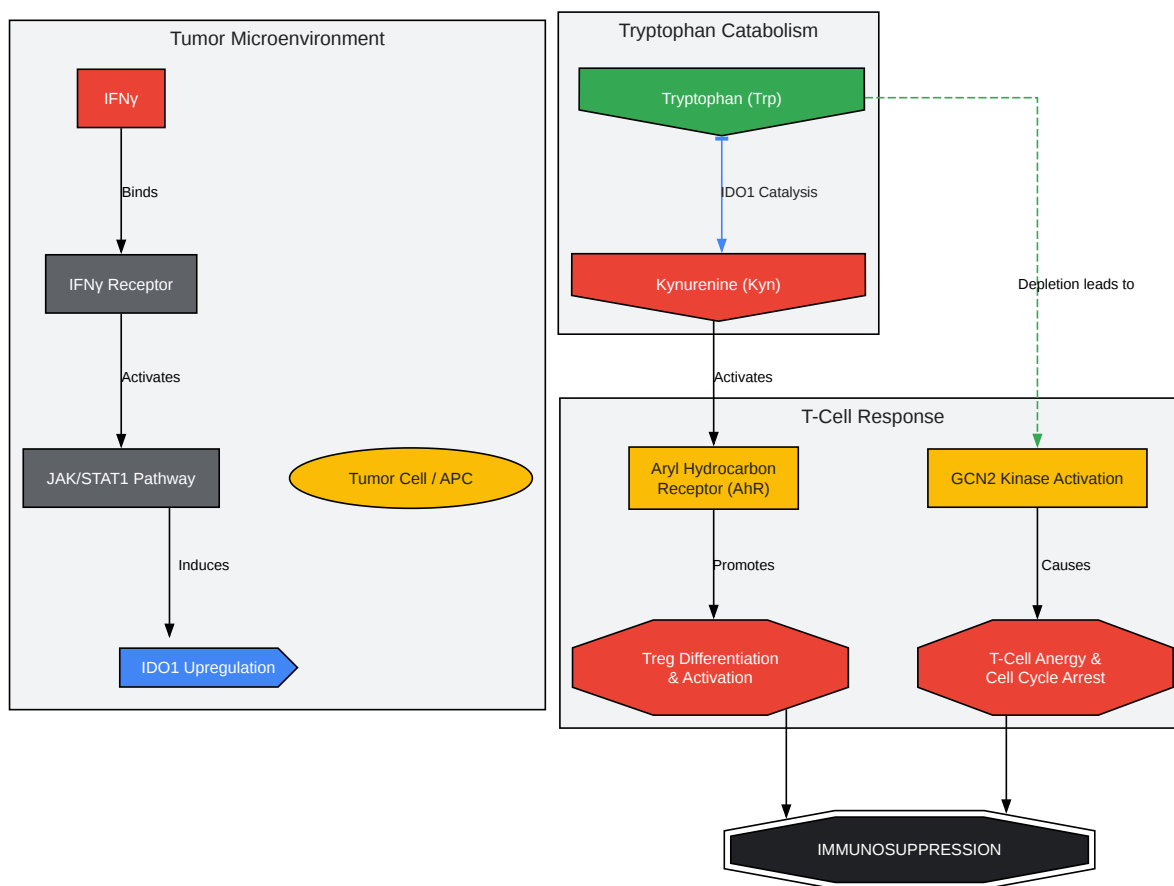 Tumor Microenvironment
IFNγ
Binds
IFNγ Receptor
Activates
JAK/STAT1 Pathway
Tumor Cell / APC
Induces
IDO1 Upregulation
Tryptophan Catabolism
Tryptophan (Trp)
IDO1 Catalysis
Kynurenine (Kyn)
Depletion leads to
Activates
T-Cell Response
Aryl Hydrocarbon
Receptor (AhR)
GCN2 Kinase Activation
Promotes
Causes
Treg Differentiation
& Activation
T-Cell Anergy &
Cell Cycle Arrest
IMMUNOSUPPRESSION